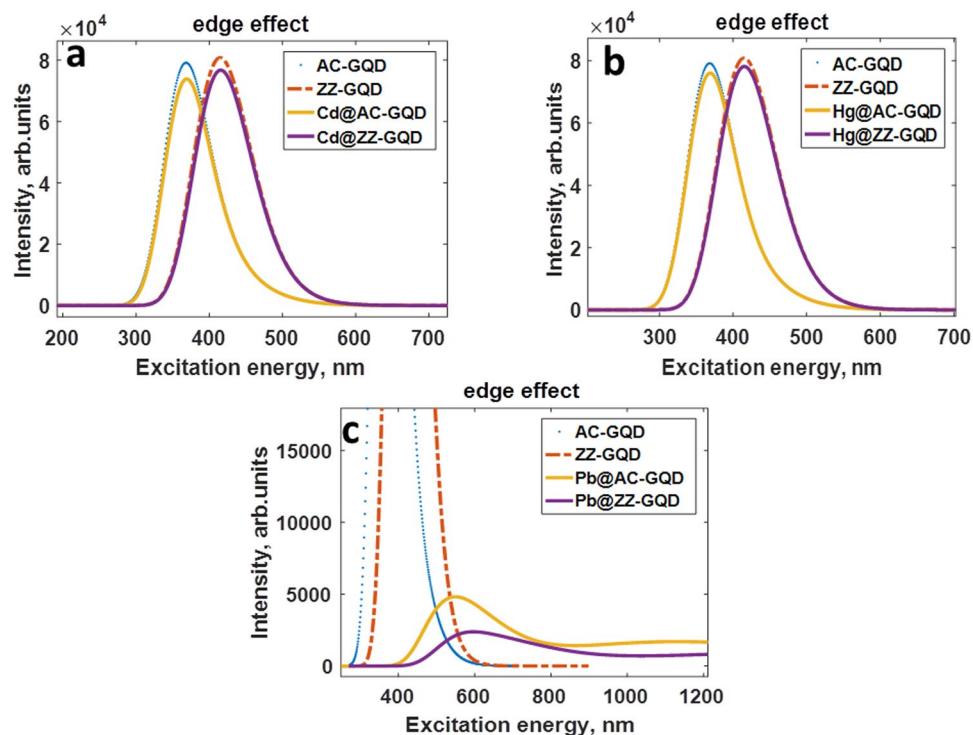 edge effect
×10⁴
a
AC-GQD
ZZ-GQD
Cd@AC-GQD
Cd@ZZ-GQD
8
6
4
2
0
Intensity, arb.units
200 300 400 500 600 700
Excitation energy, nm
edge effect
×10⁴
b
AC-GQD
ZZ-GQD
Hg@AC-GQD
Hg@ZZ-GQD
8
6
4
2
0
Intensity, arb.units
300 400 500 600 700
Excitation energy, nm
edge effect
c
AC-GQD
ZZ-GQD
Pb@AC-GQD
Pb@ZZ-GQD
15000
10000
5000
0
Intensity, arb.units
400 600 800 1000 1200
Excitation energy, nm